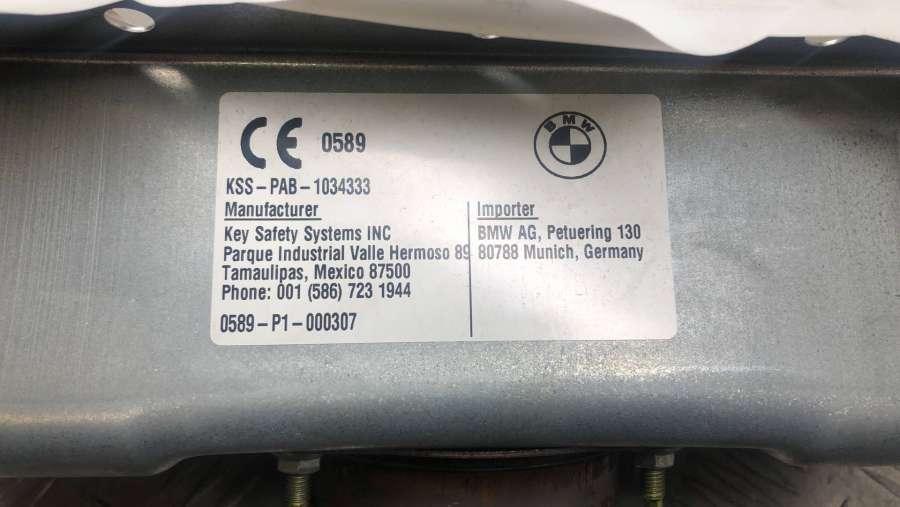 CE 0589
BMW
KSS-PAB-1034333
Manufacturer
Key Safety Systems INC
Parque Industrial Valle Hermoso 89
Tamaulipas, Mexico 87500
Phone: 001 (586) 723 1944
0589-P1-000307
Importer
BMW AG, Petuering 130
80788 Munich, Germany